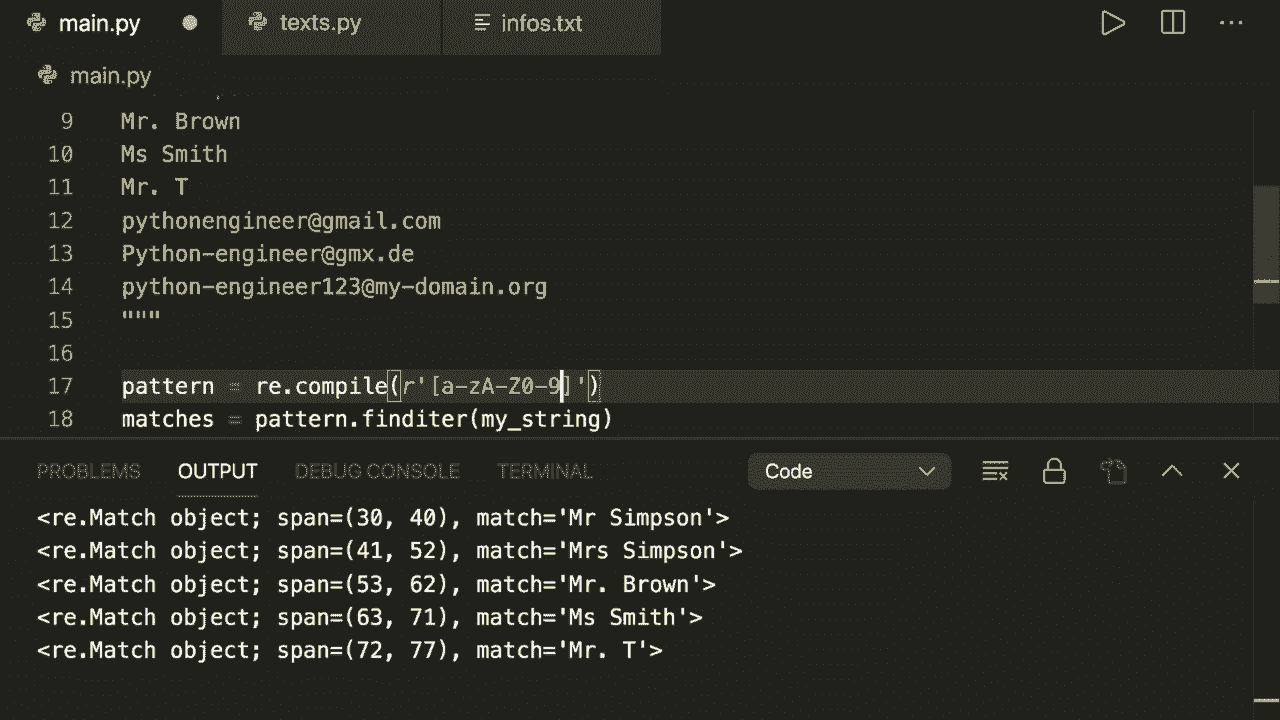 main.py texts.py infos.txt ...
main.py
9 Mr. Brown
10 Ms Smith
11 Mr. T
12 pythonengineer@gmail.com
13 Python-engineer@gmx.de
14 python-engineer123@my-domain.org
15 """
16
17 pattern = re.compile(r'[a-zA-Z0-9]')
18 matches = pattern.finditer(my_string)
PROBLEMS OUTPUT DEBUG CONSOLE TERMINAL Code
<re.Match object; span=(30, 40), match='Mr Simpson'>
<re.Match object; span=(41, 52), match='Mrs Simpson'>
<re.Match object; span=(53, 62), match='Mr. Brown'>
<re.Match object; span=(63, 71), match='Ms Smith'>
<re.Match object; span=(72, 77), match='Mr. T'>